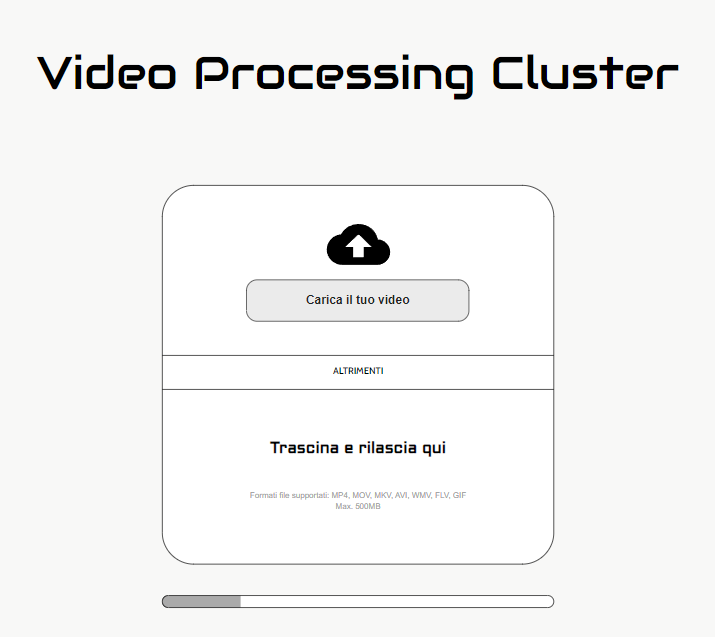 Video Processing Cluster
Carica il tuo video
ALTRIMENTI
Trascina e rilascia qui
Formati file supportati: MP4, MOV, MKV, AVI, WMV, FLV, GIF
Max. 500MB